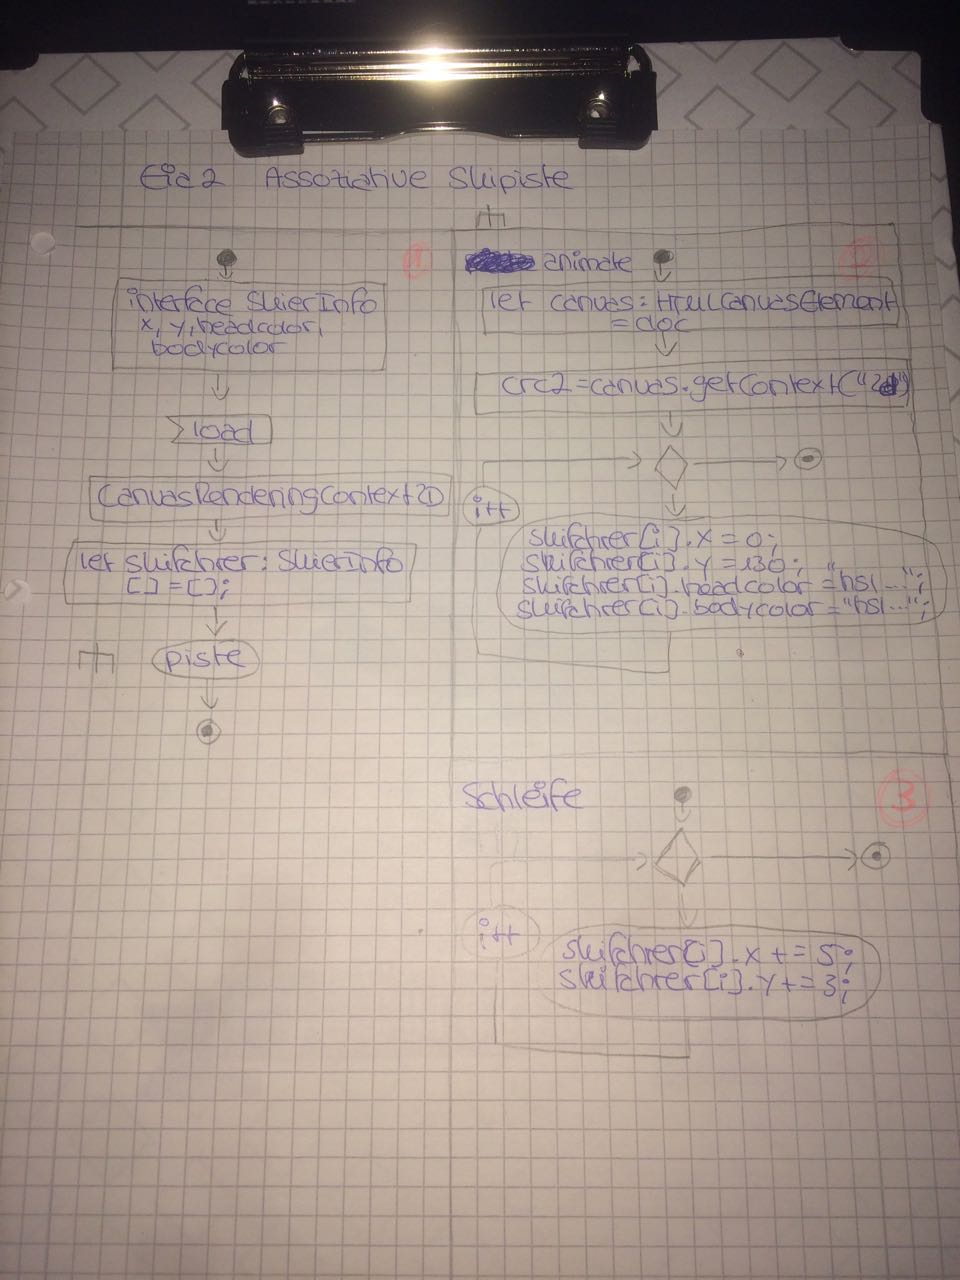 Eia2 Assoziative Skipiste
1
interface SkierInfo
x, y, headcolor,
bodycolor
load
CanvasRenderingContext2D
let skifahrer: SkierInfo
[] = [];
piste
animate
let canvas: HTMLCanvasElement
= doc
crc2 = canvas.getContext("2d")
i++
skifahrer[i].x = 0;
skifahrer[i].y = 130;
skifahrer[i].headcolor = "hsl...";
skifahrer[i].bodycolor = "hsl...";
Schleife
3
i++
skifahrer[i].x += 5;
skifahrer[i].y += 3;